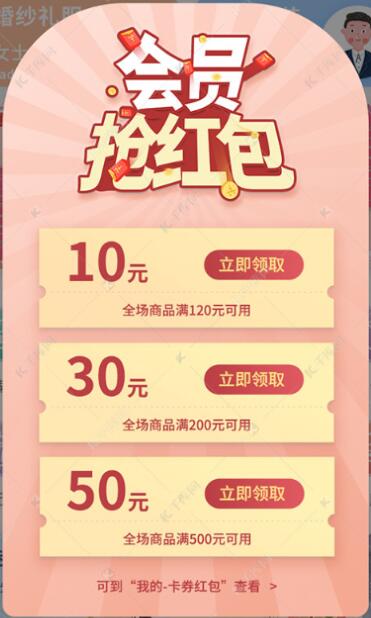 会员
抢红包
10元
立即领取
全场商品满120元可用
30元
立即领取
全场商品满200元可用
50元
立即领取
全场商品满500元可用
可到“我的-卡券红包”查看 >